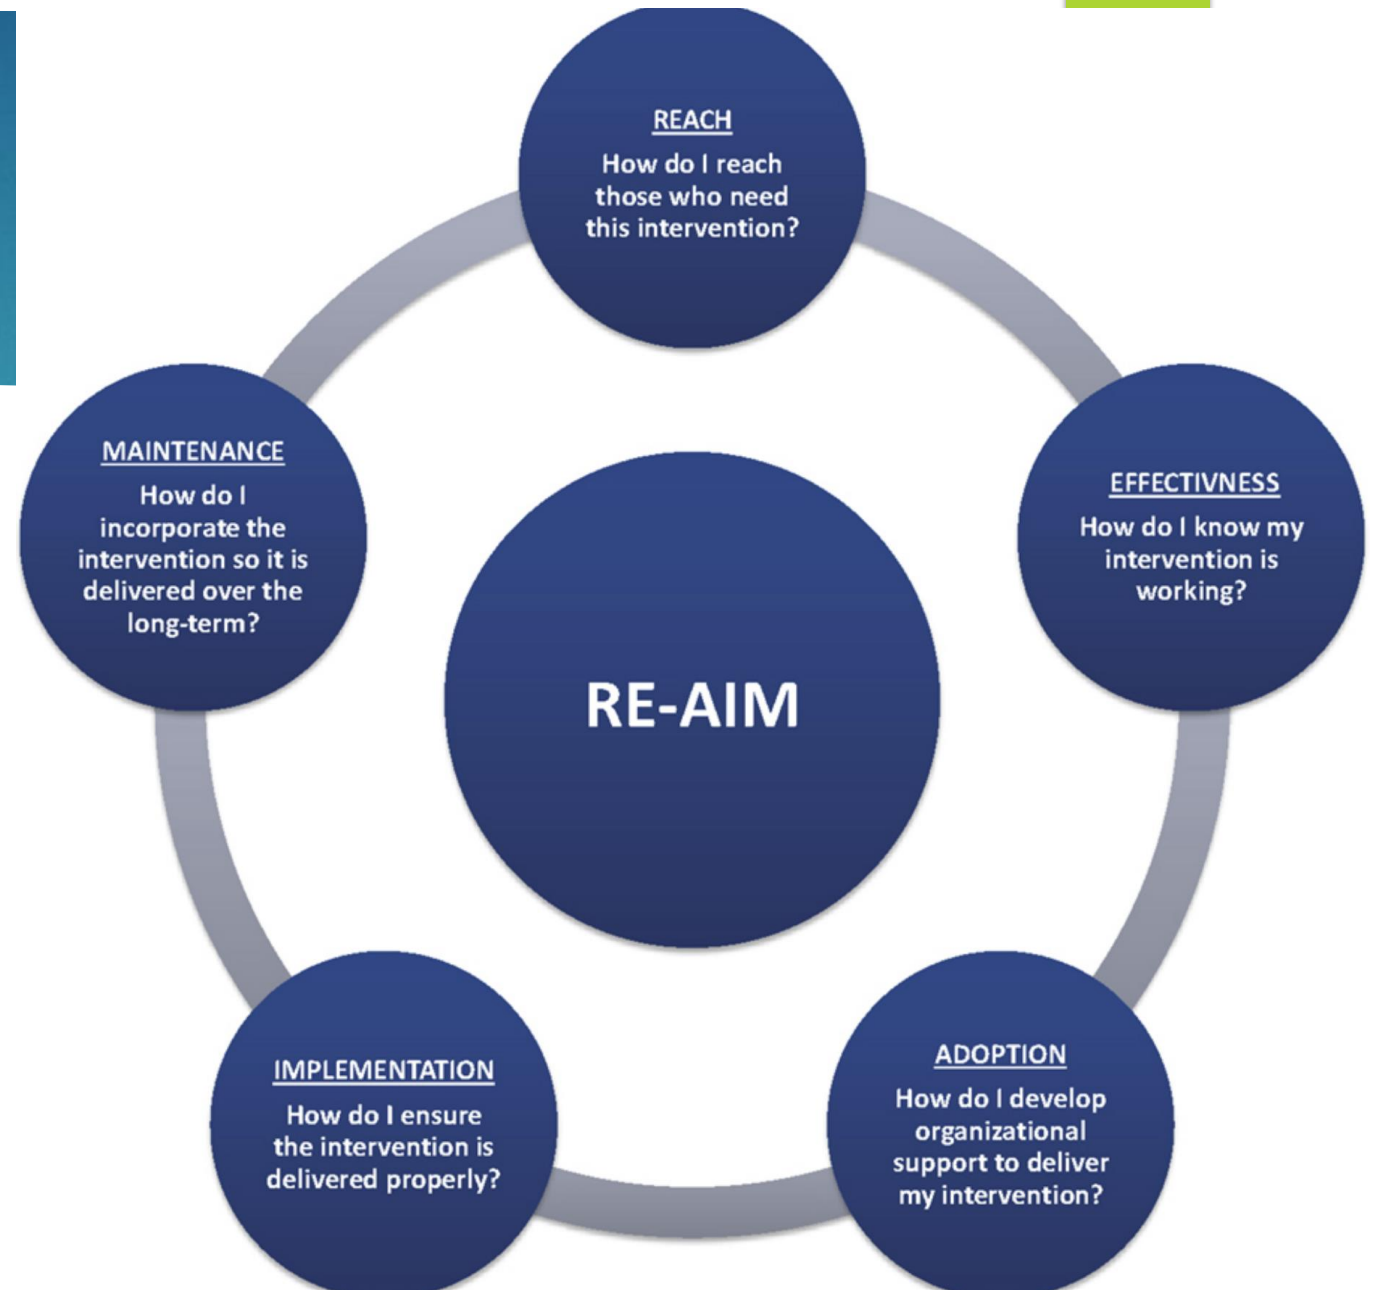 REACH
How do I reach
those who need
this intervention?
EFFECTIVNESS
How do I know my
intervention is
working?
ADOPTION
How do I develop
organizational
support to deliver
my intervention?
IMPLEMENTATION
How do I ensure
the intervention is
delivered properly?
MAINTENANCE
How do I
incorporate the
intervention so it is
delivered over the
long-term?
RE-AIM